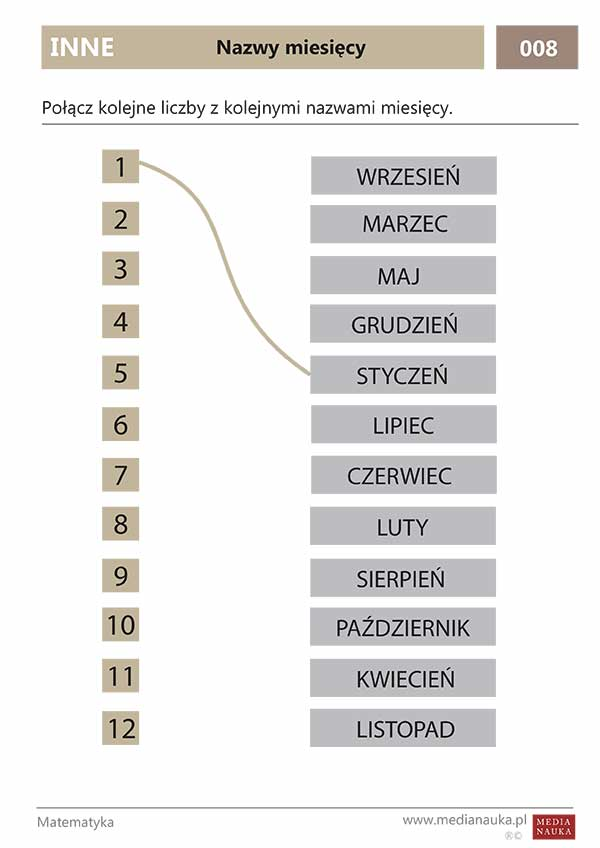 INNE Nazwy miesięcy 008
Połącz kolejne liczby z kolejnymi nazwami miesięcy.
1 WRZESIEŃ
2 MARZEC
3 MAJ
4 GRUDZIEŃ
5 STYCZEŃ
6 LIPIEC
7 CZERWIEC
8 LUTY
9 SIERPIEŃ
10 PAŹDZIERNIK
11 KWIECIEŃ
12 LISTOPAD
Matematyka www.medianauka.pl MEDIA
®© NAUKA